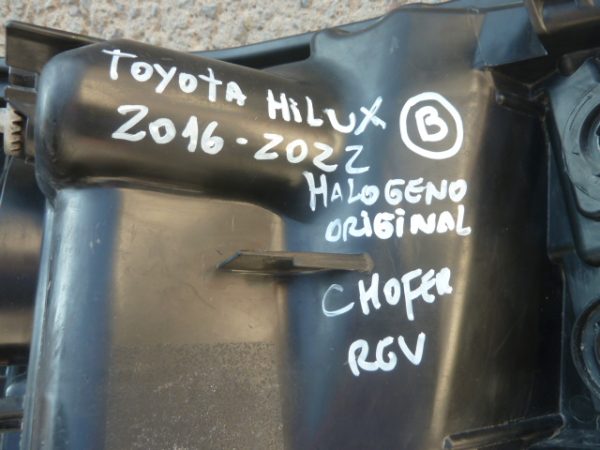 TOYOTA HiLUX
2016-2022
B
HALOGENO
ORiGiNAL
CHOFER
RGV